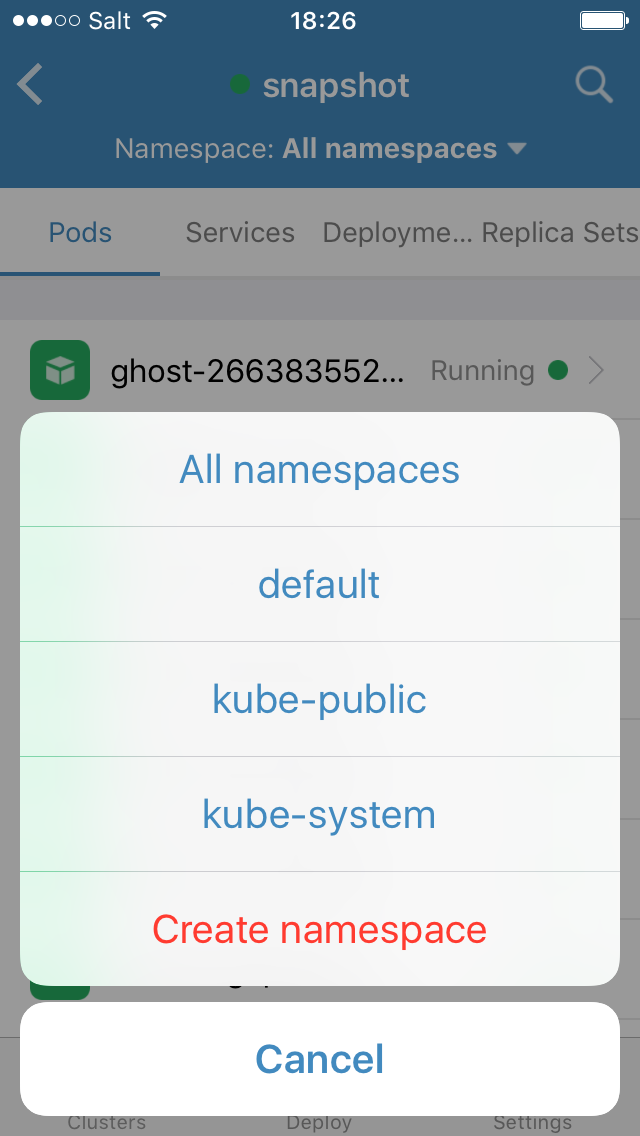 Salt 18:26
snapshot
Namespace: All namespaces
Pods Services Deployme... Replica Sets
ghost-266383552... Running
All namespaces
default
kube-public
kube-system
Create namespace
Cancel
Clusters Deploy Settings